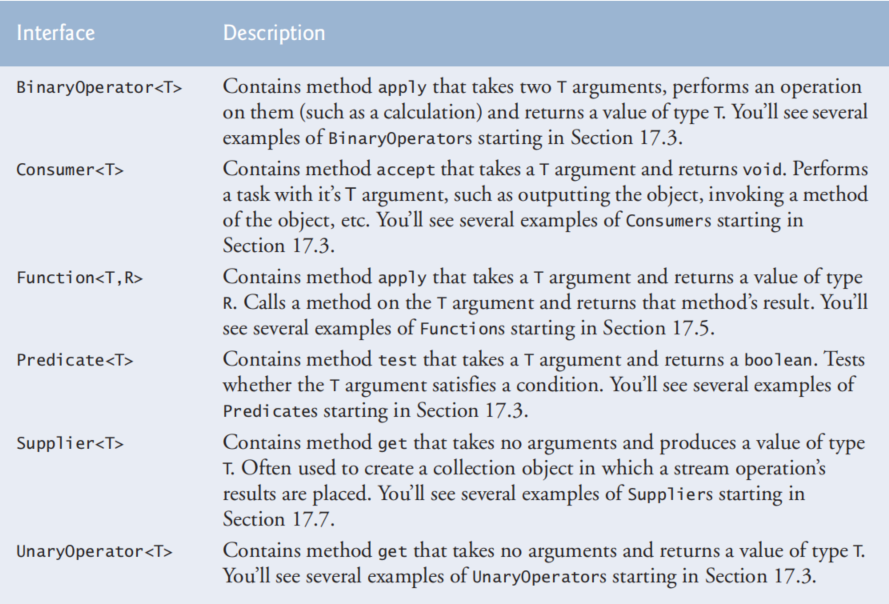 Interface Description
BinaryOperator<T> Contains method apply that takes two T arguments, performs an operation
on them (such as a calculation) and returns a value of type T. You’ll see several
examples of BinaryOperators starting in Section 17.3.
Consumer<T> Contains method accept that takes a T argument and returns void. Performs
a task with it’s T argument, such as outputting the object, invoking a method
of the object, etc. You’ll see several examples of Consumers starting in
Section 17.3.
Function<T,R> Contains method apply that takes a T argument and returns a value of type
R. Calls a method on the T argument and returns that method’s result. You’ll
see several examples of Functions starting in Section 17.5.
Predicate<T> Contains method test that takes a T argument and returns a boolean. Tests
whether the T argument satisfies a condition. You’ll see several examples of
Predicates starting in Section 17.3.
Supplier<T> Contains method get that takes no arguments and produces a value of type
T. Often used to create a collection object in which a stream operation’s
results are placed. You’ll see several examples of Suppliers starting in
Section 17.7.
UnaryOperator<T> Contains method get that takes no arguments and returns a value of type T.
You’ll see several examples of UnaryOperators starting in Section 17.3.